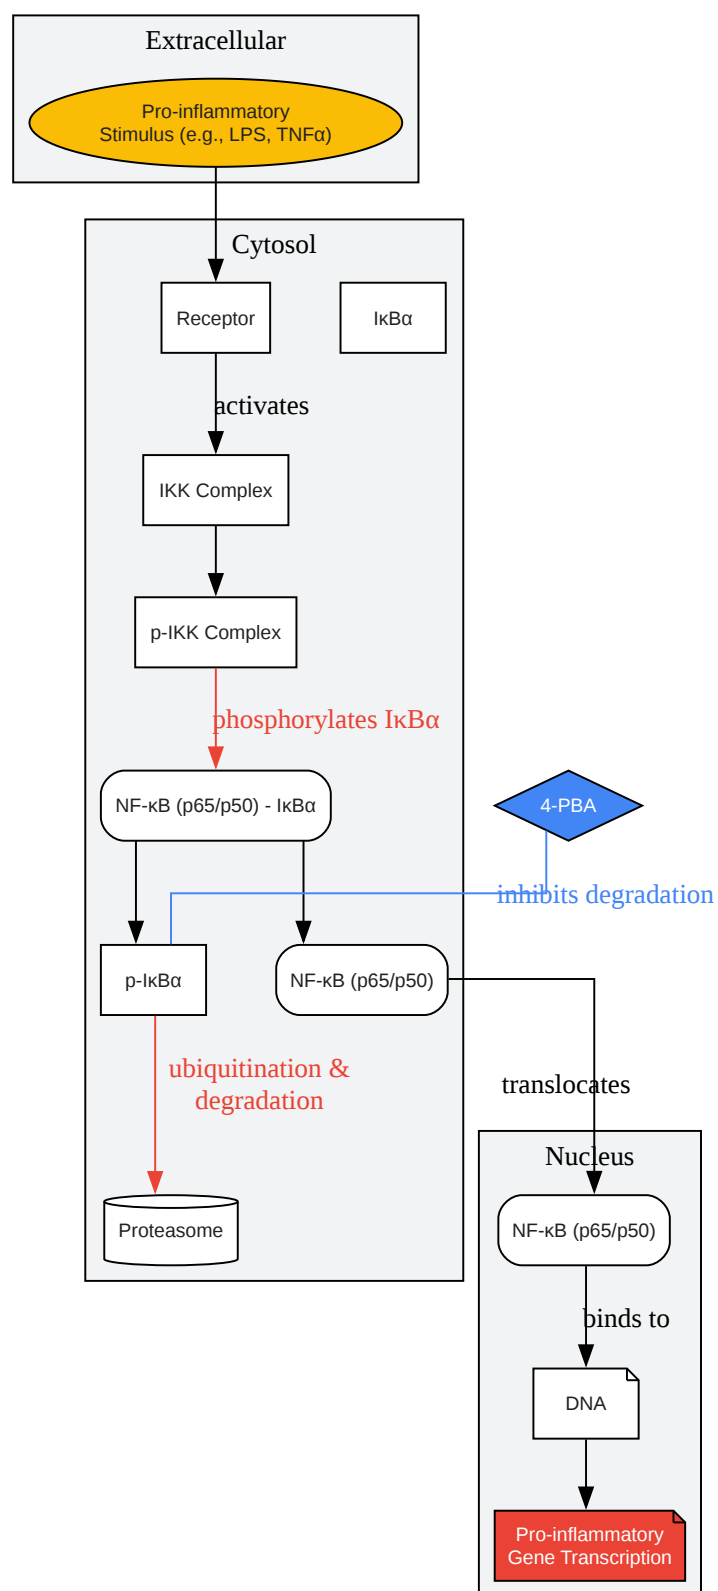 Extracellular
Pro-inflammatory
Stimulus (e.g., LPS, TNFα)
Cytosol
Receptor
IκBα
activates
IKK Complex
p-IKK Complex
phosphorylates IκBα
NF-κB (p65/p50) - IκBα
4-PBA
inhibits degradation
p-IκBα
NF-κB (p65/p50)
ubiquitination &
degradation
translocates
Nucleus
Proteasome
NF-κB (p65/p50)
binds to
DNA
Pro-inflammatory
Gene Transcription